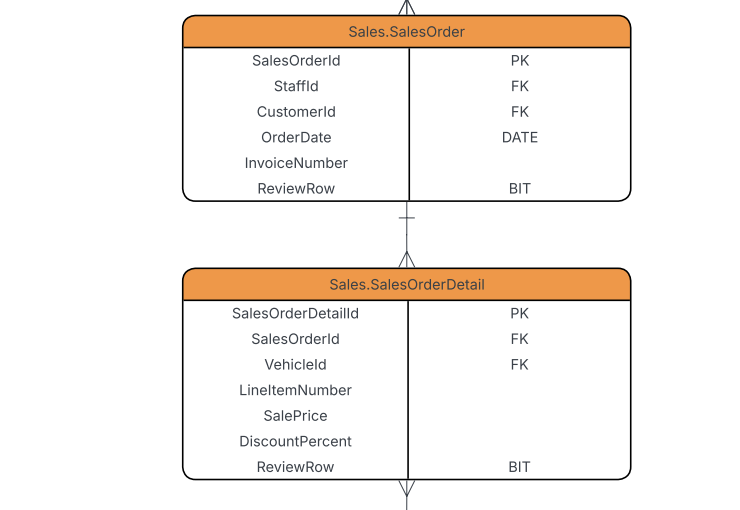 Sales.SalesOrder
SalesOrderId PK
StaffId FK
CustomerId FK
OrderDate DATE
InvoiceNumber
ReviewRow BIT
Sales.SalesOrderDetail
SalesOrderDetailId PK
SalesOrderId FK
VehicleId FK
LineItemNumber
SalePrice
DiscountPercent
ReviewRow BIT